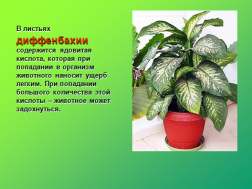 В листьях
диффенбахии
содержится ядовитая
кислота, которая при
попадании в организм
животного наносит ущерб
легким. При попадании
большого количества этой
кислоты – животное может
задохнуться.